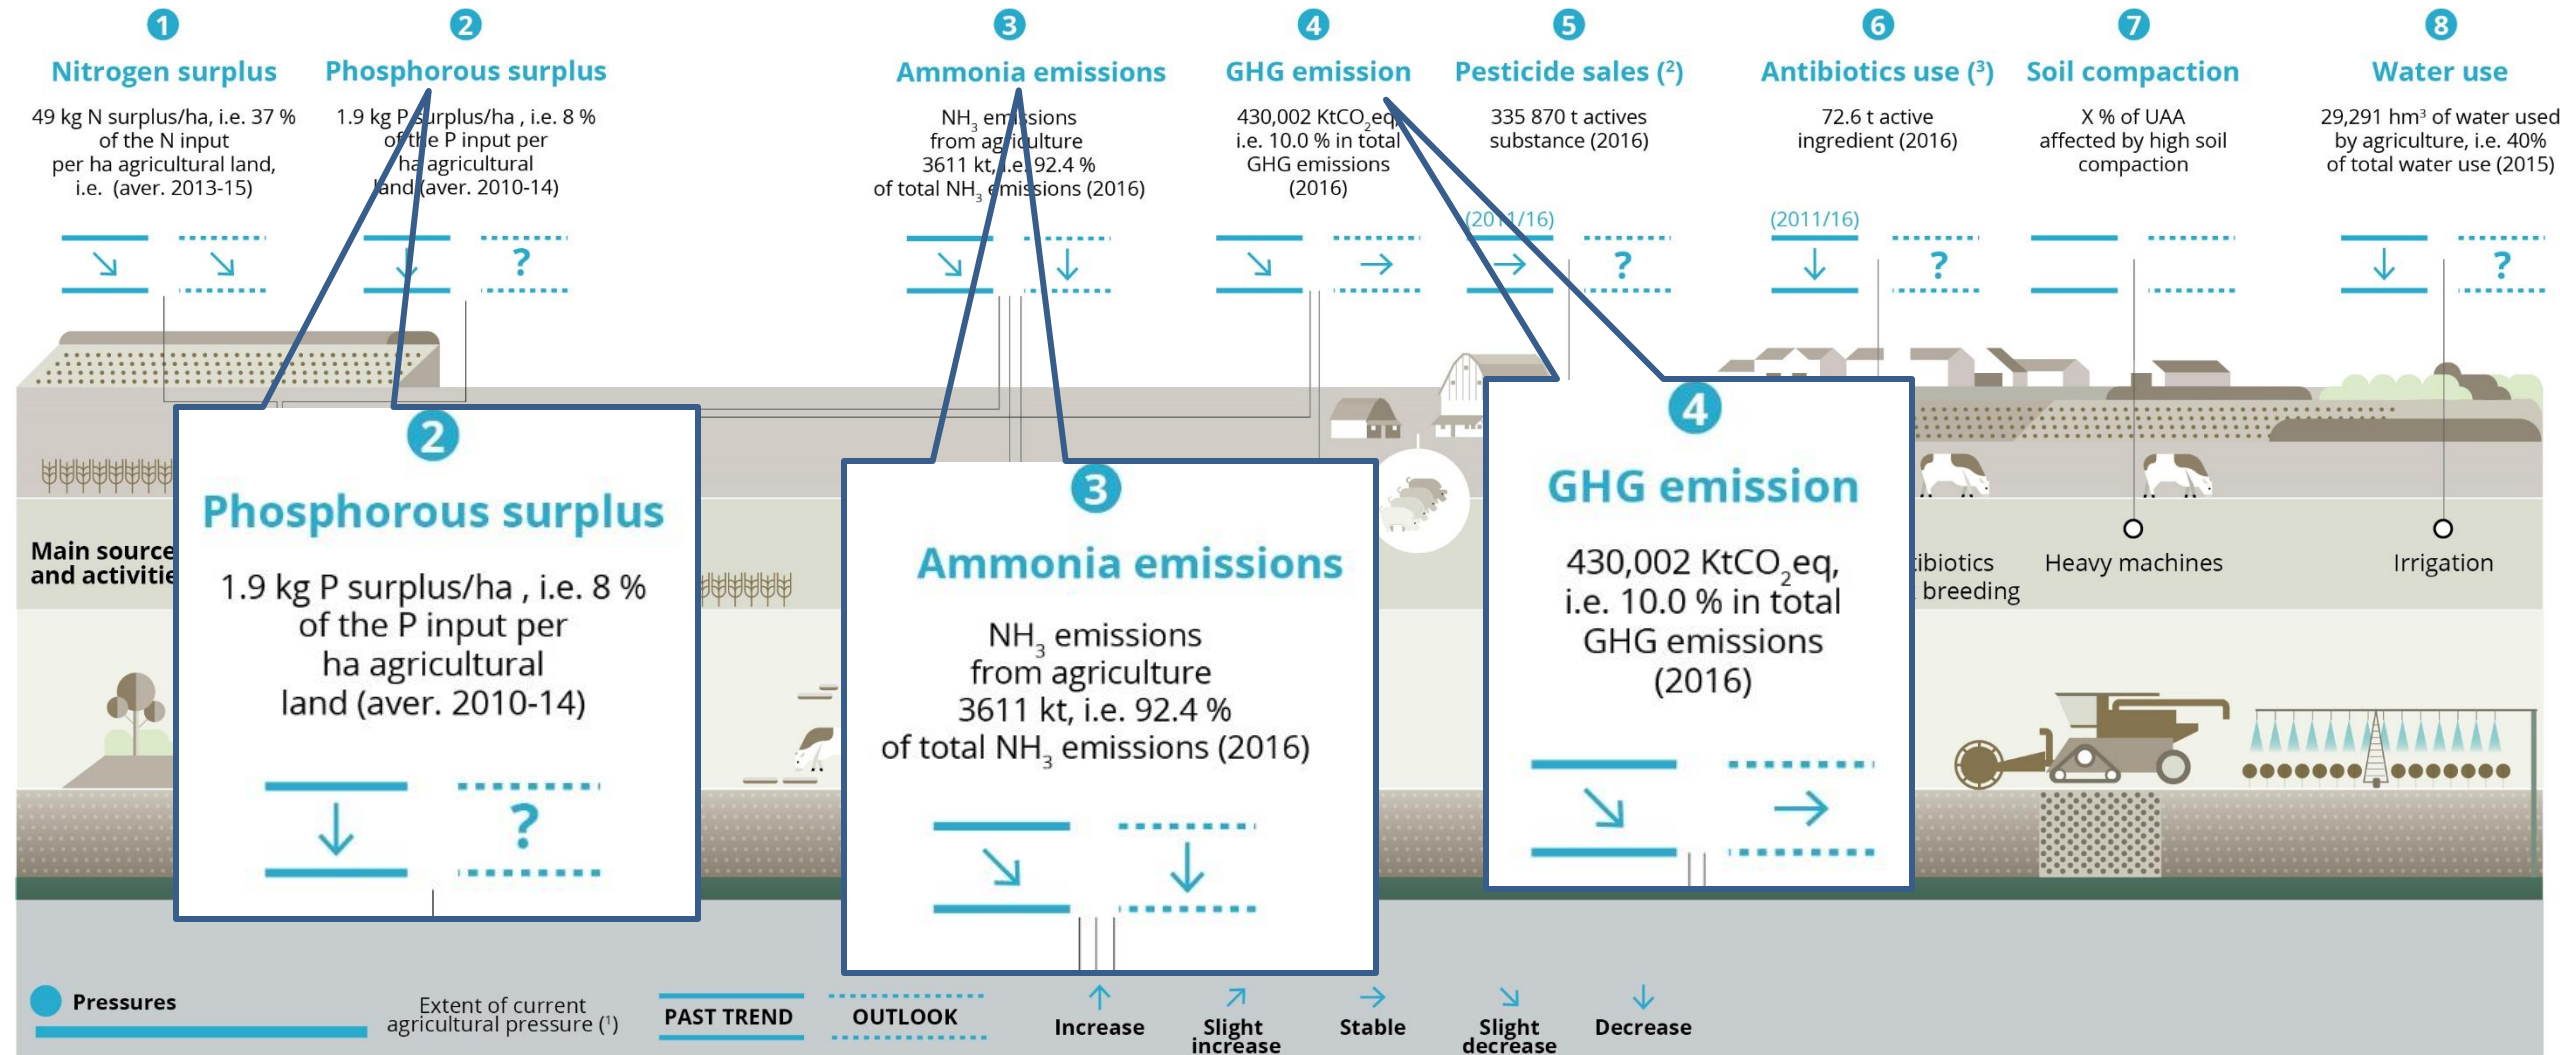 1
Nitrogen surplus
49 kg N surplus/ha, i.e. 37 %
of the N input
per ha agricultural land,
i.e. (aver. 2013-15)
2
Phosphorous surplus
1.9 kg P surplus/ha , i.e. 8 %
of the P input per
ha agricultural
land (aver. 2010-14)
?
3
Ammonia emissions
NH3 emissions
from agriculture
3611 kt, i.e. 92.4 %
of total NH3 emissions (2016)
4
GHG emission
430,002 KtCO2eq,
i.e. 10.0 % in total
GHG emissions
(2016)
5
Pesticide sales (2)
335 870 t actives
substance (2016)
(2011/16)
?
6
Antibiotics use (3)
72.6 t active
ingredient (2016)
(2011/16)
?
7
Soil compaction
X % of UAA
affected by high soil
compaction
8
Water use
29,291 hm3 of water used
by agriculture, i.e. 40%
of total water use (2015)
?
Main source
and activitie
2
Phosphorous surplus
1.9 kg P surplus/ha , i.e. 8 %
of the P input per
ha agricultural
land (aver. 2010-14)
?
3
Ammonia emissions
NH3 emissions
from agriculture
3611 kt, i.e. 92.4 %
of total NH3 emissions (2016)
4
GHG emission
430,002 KtCO2eq,
i.e. 10.0 % in total
GHG emissions
(2016)
tibiotics
breeding
Heavy machines
Irrigation
Pressures
Extent of current
agricultural pressure (1)
PAST TREND
OUTLOOK
Increase
Slight
increase
Stable
Slight
decrease
Decrease